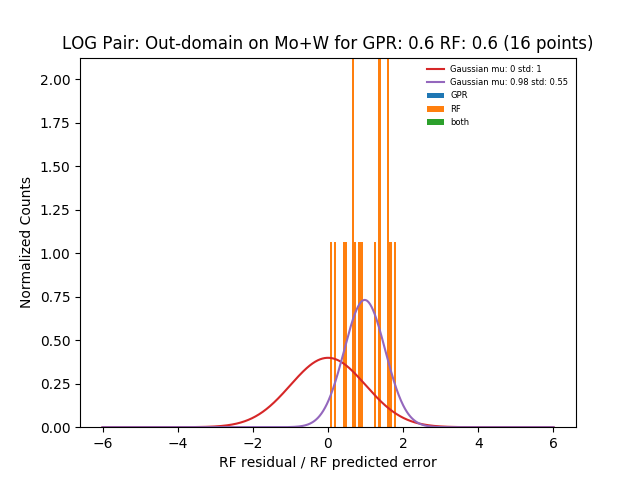 LOG Pair: Out-domain on Mo+W for GPR: 0.6 RF: 0.6 (16 points)
Gaussian mu: 0 std: 1
Gaussian mu: 0.98 std: 0.55
GPR
RF
both
Normalized Counts
2.00
1.75
1.50
1.25
1.00
0.75
0.50
0.25
0.00
−6
−4
−2
0
2
4
6
RF residual / RF predicted error